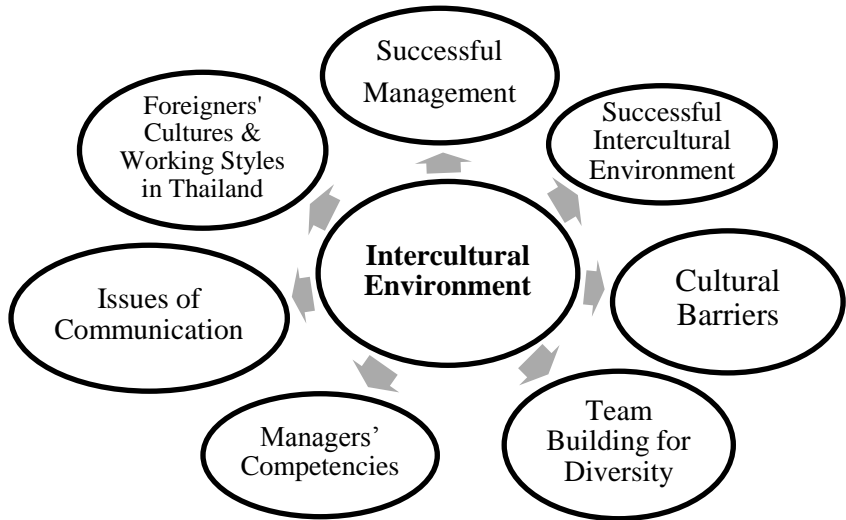 Successful
Management
Foreigners'
Cultures &
Working Styles
in Thailand
Successful
Intercultural
Environment
Intercultural
Environment
Issues of
Communication
Cultural
Barriers
Managers’
Competencies
Team
Building for
Diversity